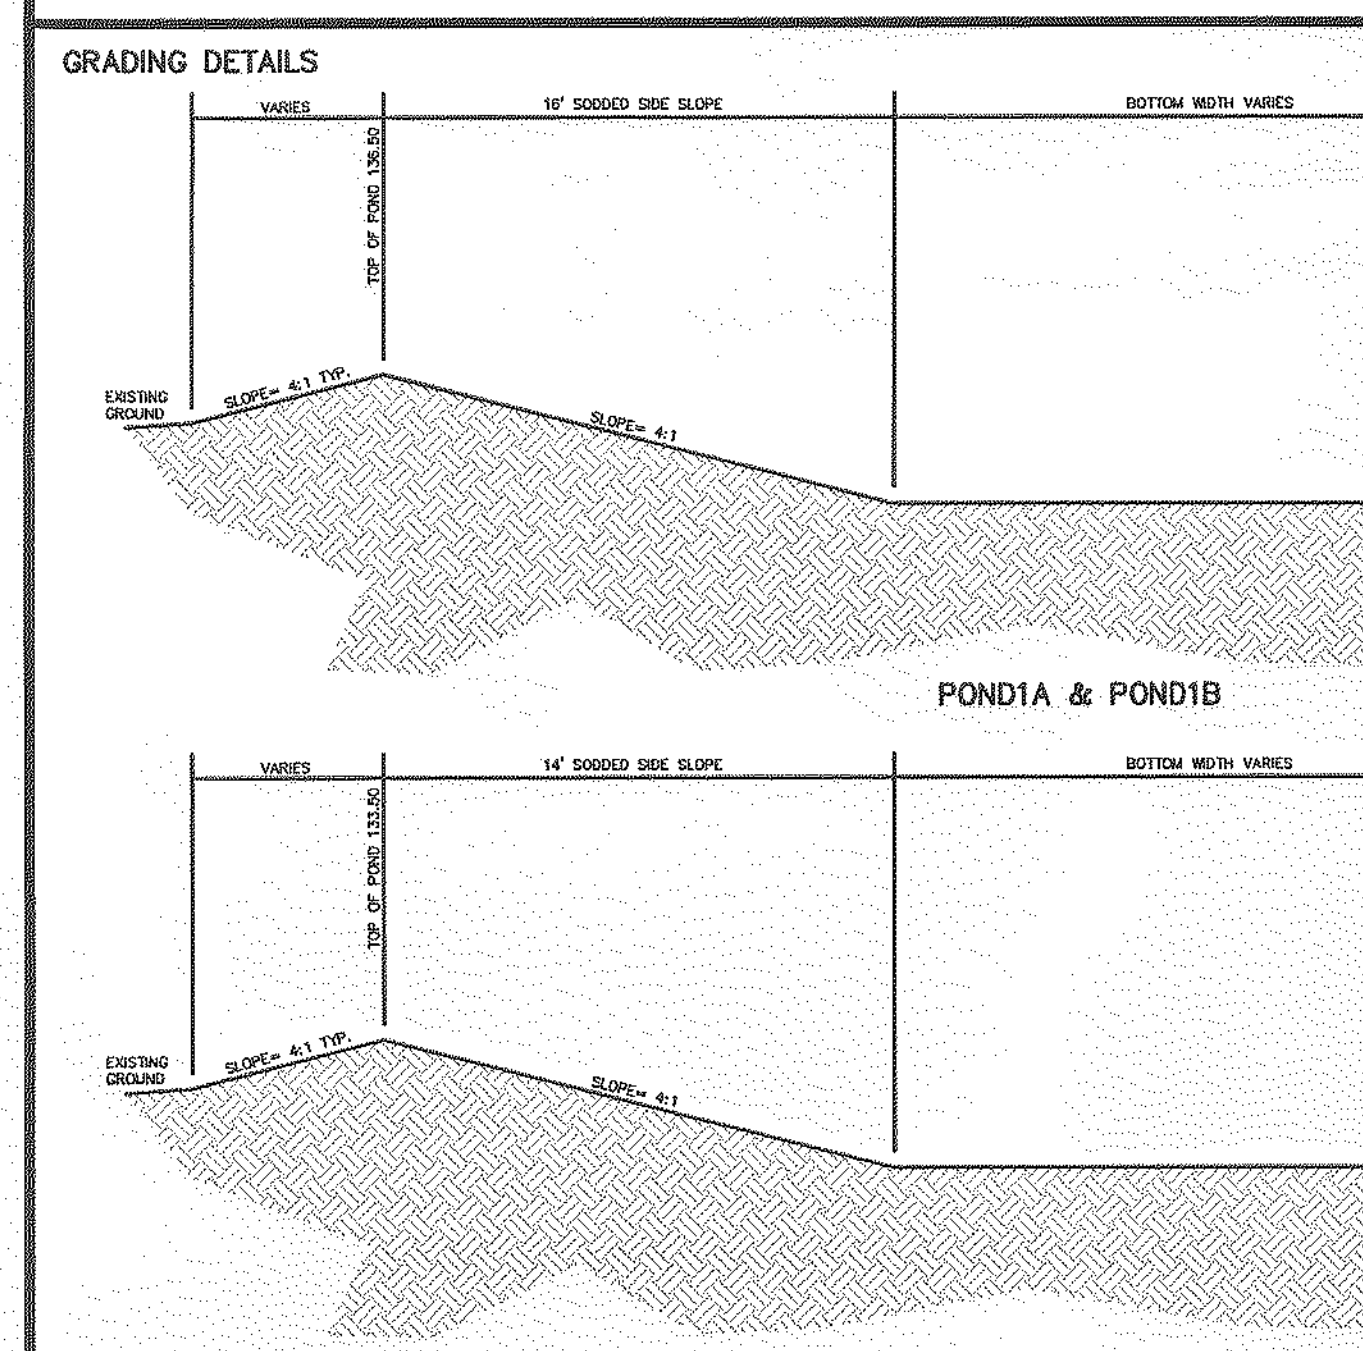 GRADING DETAILS
VARIES
16' SODDED SIDE SLOPE
BOTTOM WIDTH VARIES
TOP OF POND 136.50
EXISTING
GROUND
SLOPE= 4:1 TYP.
SLOPE= 4:1
POND1A & POND1B
VARIES
14' SODDED SIDE SLOPE
BOTTOM WIDTH VARIES
TOP OF POND 133.50
EXISTING
GROUND
SLOPE= 4:1 TYP.
SLOPE= 4:1